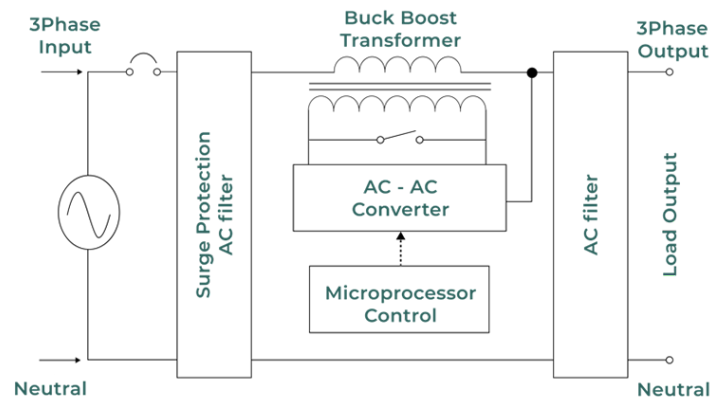 3Phase
Input
Buck Boost
Transformer
3Phase
Output
Surge Protection
AC filter
AC - AC
Converter
AC filter
Load Output
Microprocessor
Control
Neutral
Neutral